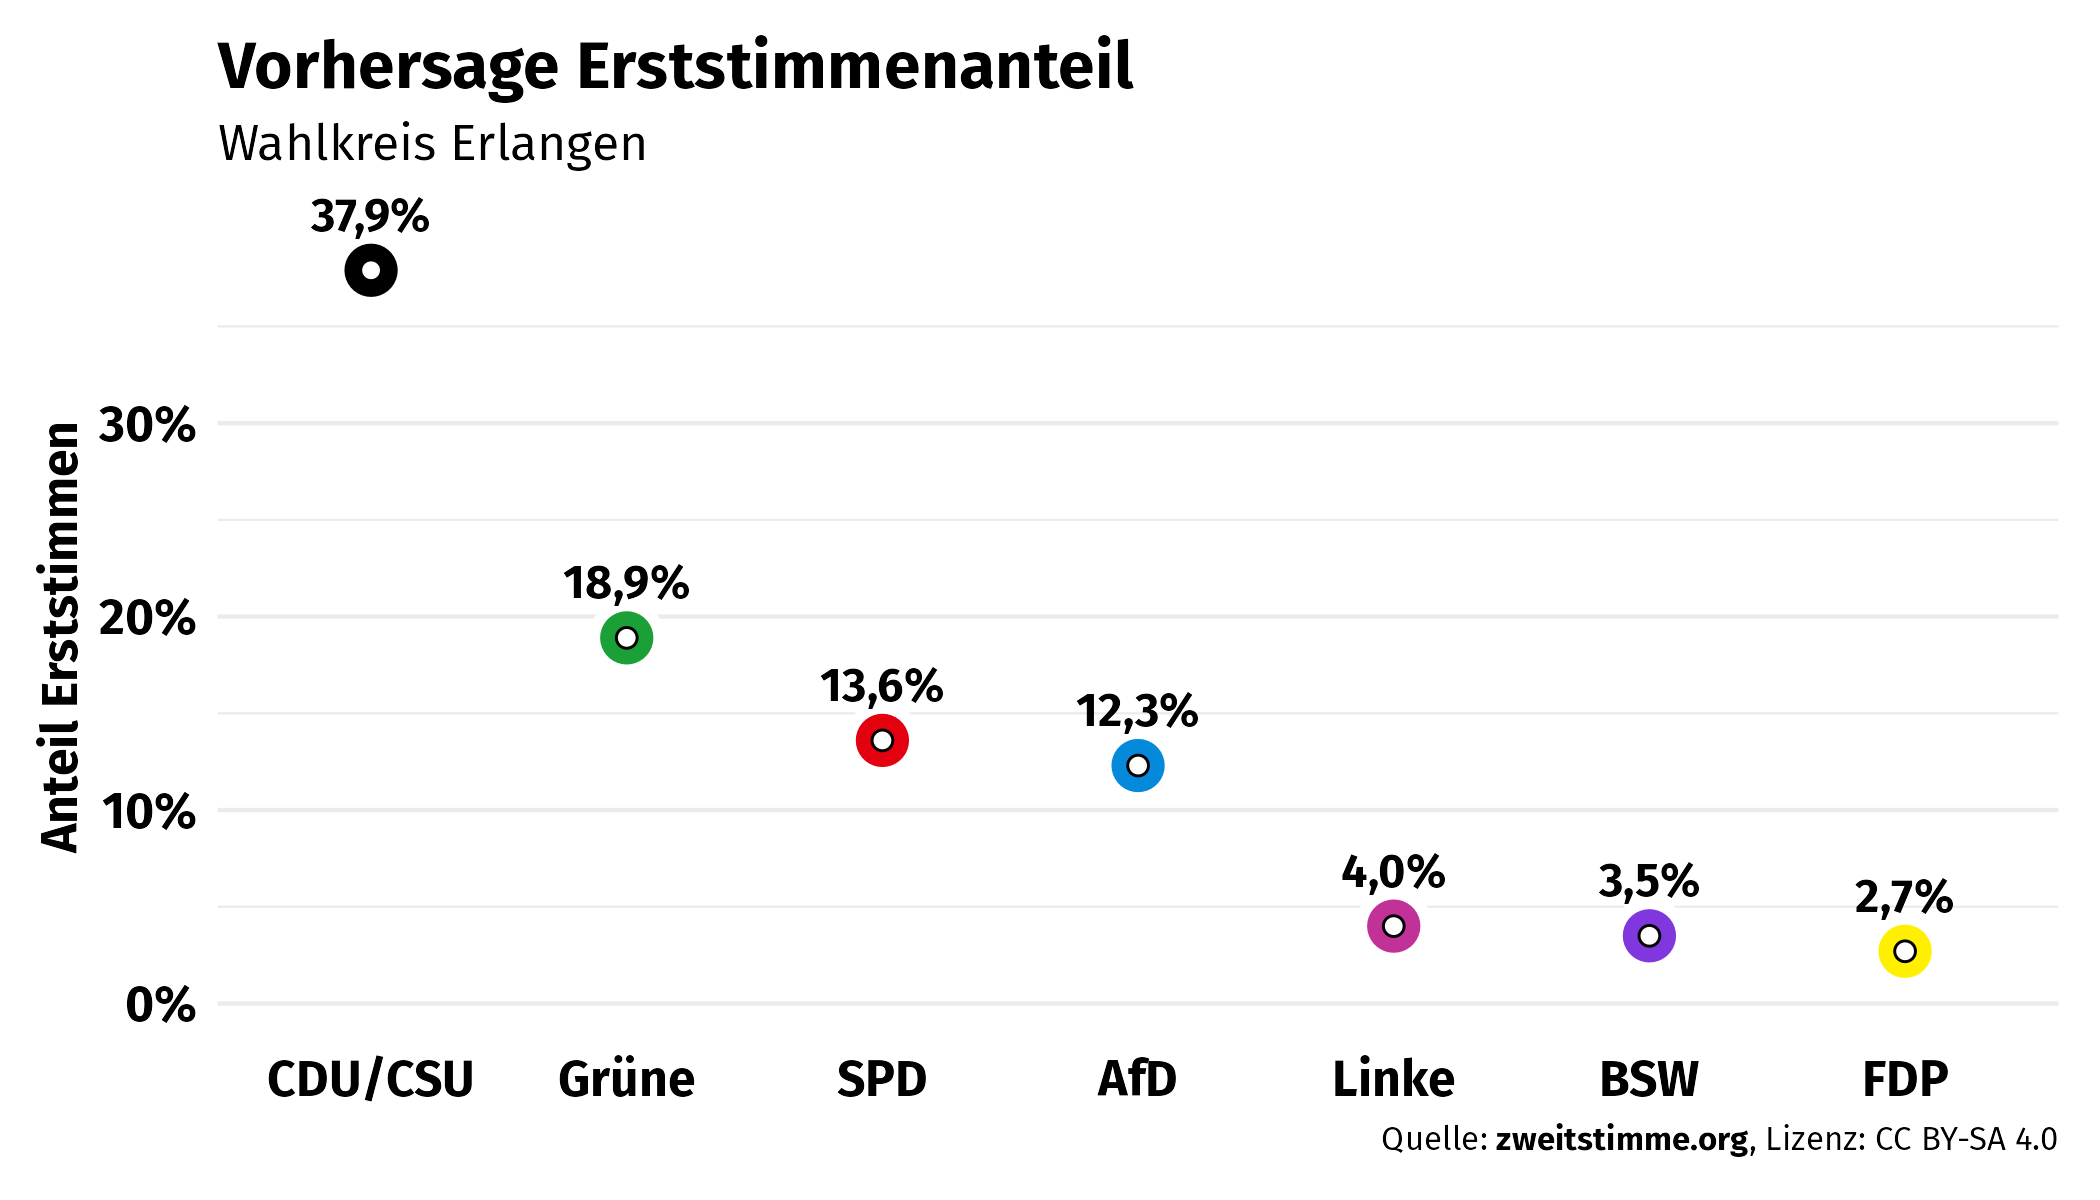 Vorhersage Erststimmenanteil
Wahlkreis Erlangen
37,9%
30%
18,9%
20%
13,6%
12,3%
10%
4,0%
3,5%
2,7%
0%
Anteil Erststimmen
CDU/CSU Grüne SPD AfD Linke BSW FDP
Quelle: zweitstimme.org, Lizenz: CC BY-SA 4.0